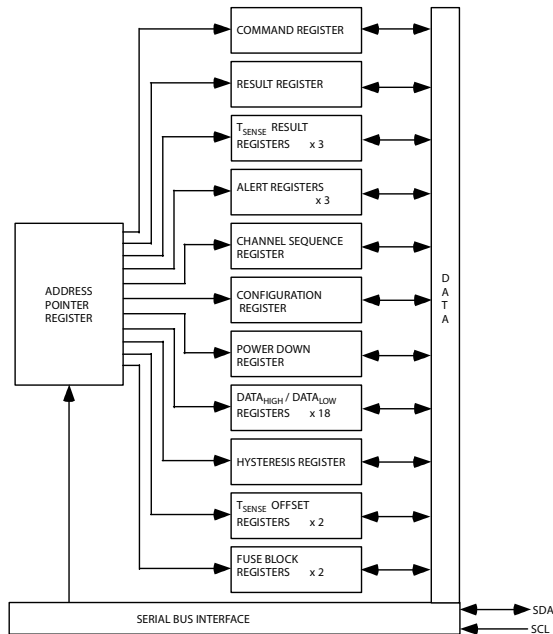 COMMAND REGISTER
RESULT REGISTER
TSENSE RESULT
REGISTERS x 3
ALERT REGISTERS
x 3
CHANNEL SEQUENCE
REGISTER
ADDRESS
POINTER
REGISTER
CONFIGURATION
REGISTER
D
A
T
A
POWER DOWN
REGISTER
DATAHIGH / DATALOW
REGISTERS x 18
HYSTERESIS REGISTER
TSENSE OFFSET
REGISTERS x 2
FUSE BLOCK
REGISTERS x 2
SERIAL BUS INTERFACE
SDA
SCL